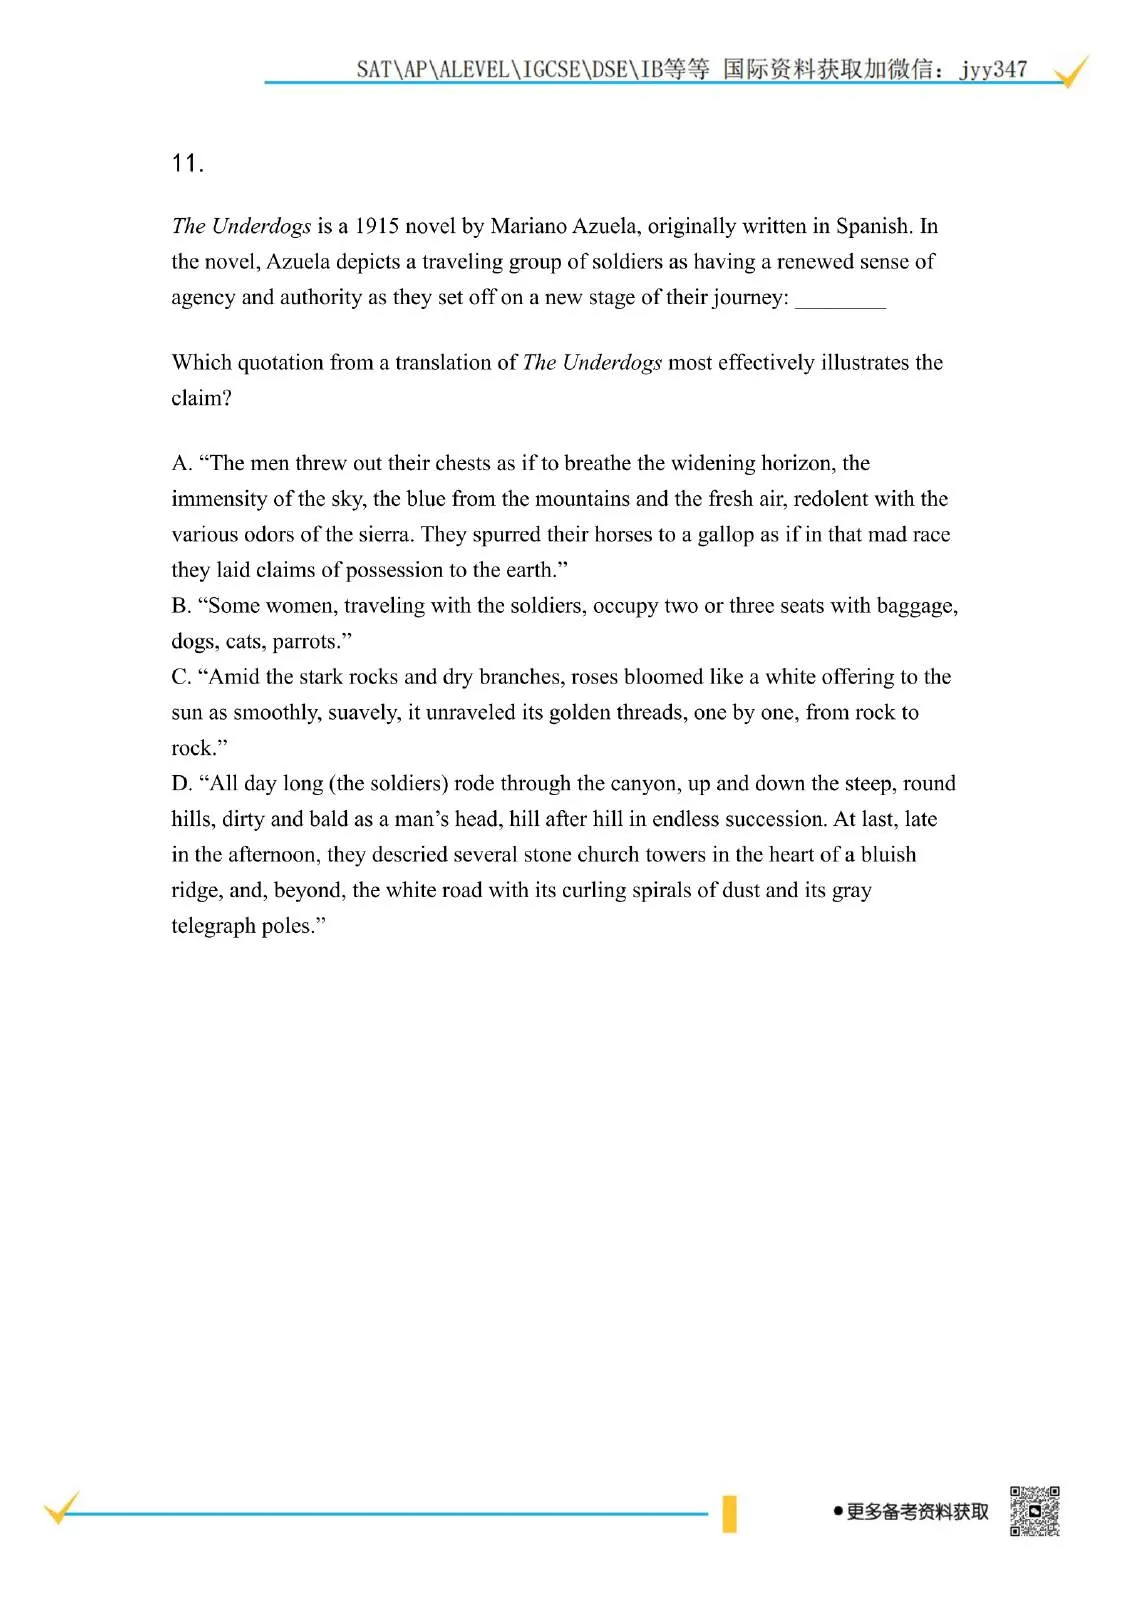 SAT\AP\ALEVEL\IGCSE\DSE\IB等等 国际资料获取加微信：jyy347
11.
The Underdogs is a 1915 novel by Mariano Azuela, originally written in Spanish. In
the novel, Azuela depicts a traveling group of soldiers as having a renewed sense of
agency and authority as they set off on a new stage of their journey: ________
Which quotation from a translation of The Underdogs most effectively illustrates the
claim?
A. “The men threw out their chests as if to breathe the widening horizon, the
immensity of the sky, the blue from the mountains and the fresh air, redolent with the
various odors of the sierra. They spurred their horses to a gallop as if in that mad race
they laid claims of possession to the earth.”
B. “Some women, traveling with the soldiers, occupy two or three seats with baggage,
dogs, cats, parrots.”
C. “Amid the stark rocks and dry branches, roses bloomed like a white offering to the
sun as smoothly, suavely, it unraveled its golden threads, one by one, from rock to
rock.”
D. “All day long (the soldiers) rode through the canyon, up and down the steep, round
hills, dirty and bald as a man’s head, hill after hill in endless succession. At last, late
in the afternoon, they descried several stone church towers in the heart of a bluish
ridge, and, beyond, the white road with its curling spirals of dust and its gray
telegraph poles.”
●更多备考资料获取